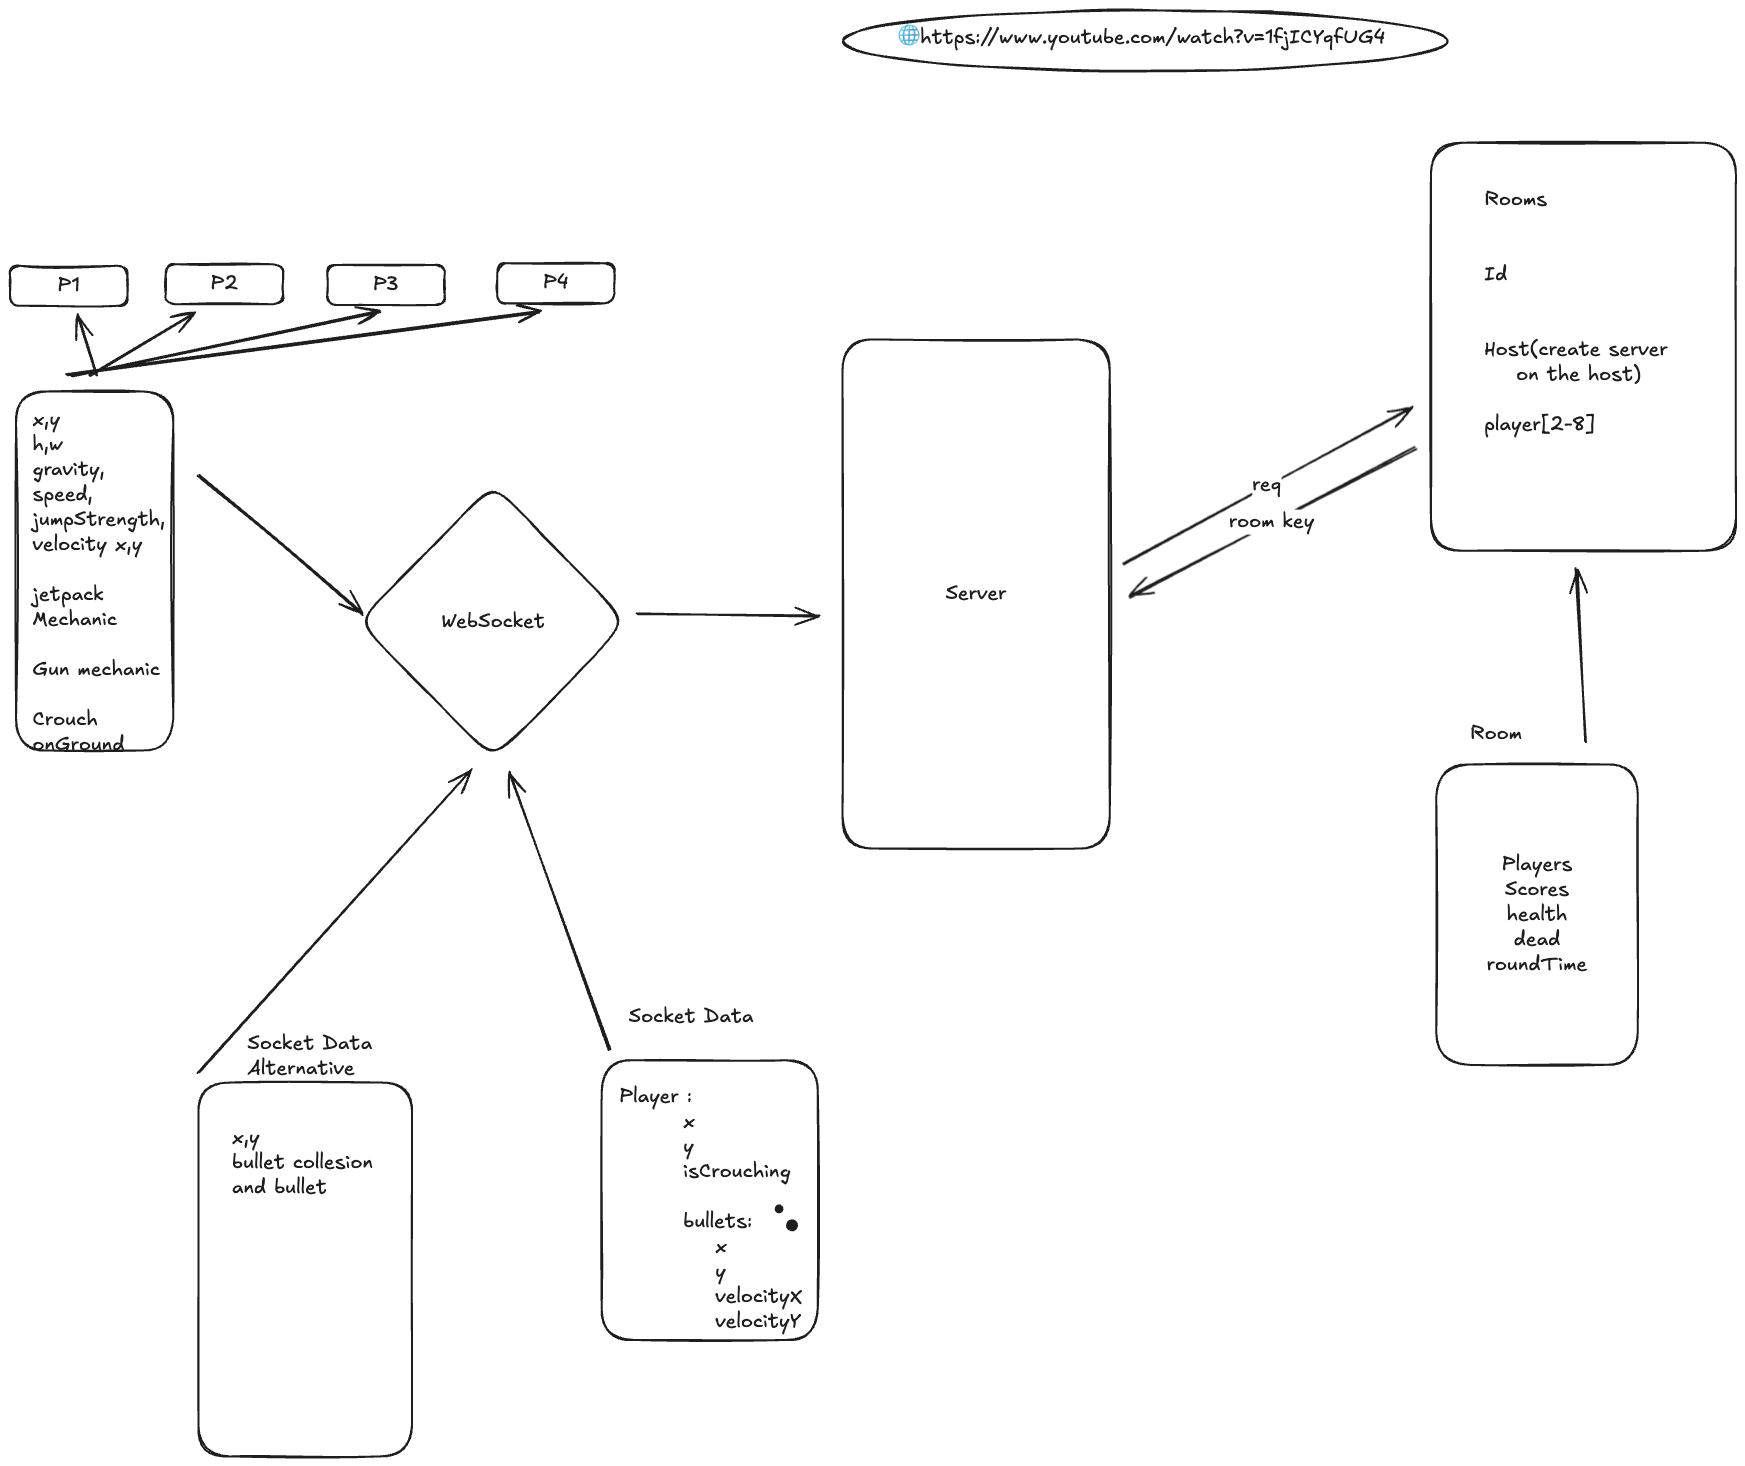 https://www.youtube.com/watch?v=1fjICYqfUG4
P1
P2
P3
P4
x,y
h,w
gravity,
speed,
jumpStrength,
velocity x,y
jetpack
Mechanic
Gun mechanic
Crouch
onGround
WebSocket
Server
req
room key
Rooms
Id
Host(create server
on the host)
player[2-8]
Room
Players
Scores
health
dead
roundTime
Socket Data
Alternative
x,y
bullet collesion
and bullet
Socket Data
Player :
x
y
isCrouching
bullets:
x
y
velocityX
velocityY